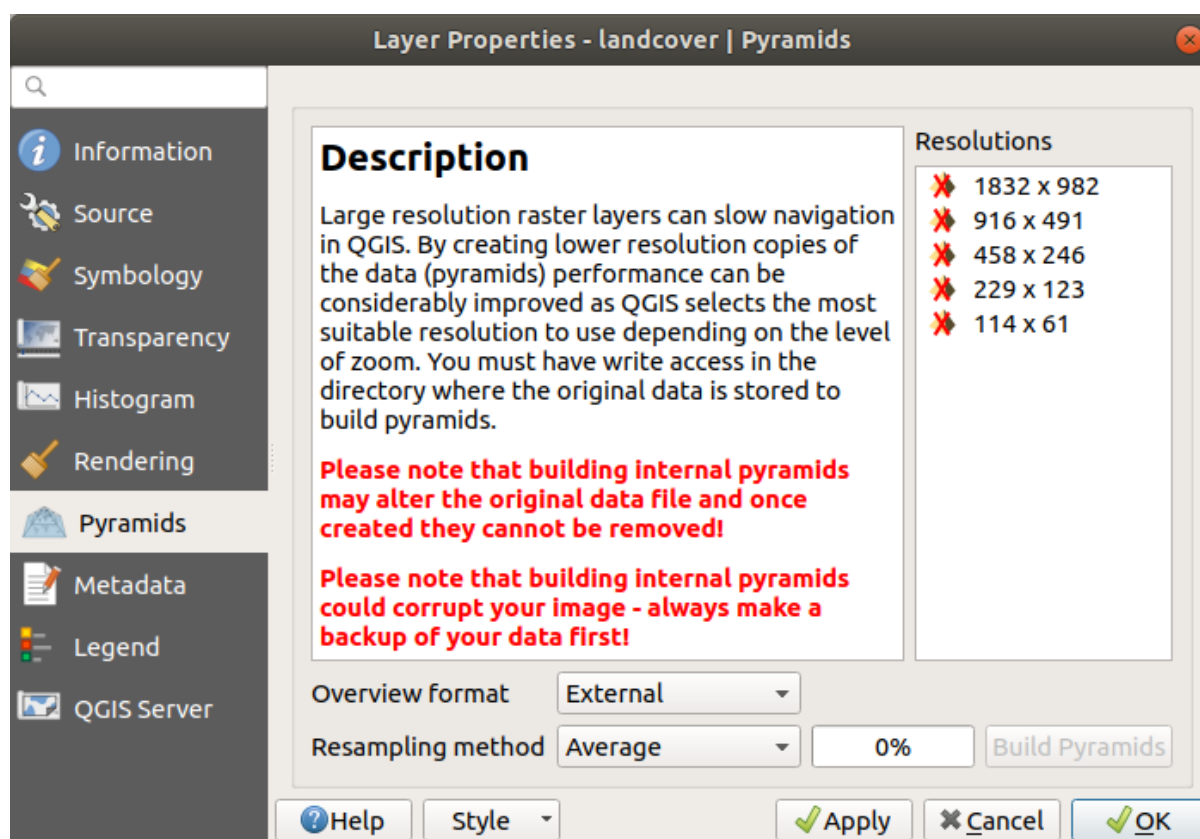 Layer Properties - landcover | Pyramids
Information
Source
Symbology
Transparency
Histogram
Rendering
Pyramids
Metadata
Legend
QGIS Server
Description
Large resolution raster layers can slow navigation
in QGIS. By creating lower resolution copies of
the data (pyramids) performance can be
considerably improved as QGIS selects the most
suitable resolution to use depending on the level
of zoom. You must have write access in the
directory where the original data is stored to
build pyramids.
Please note that building internal pyramids
may alter the original data file and once
created they cannot be removed!
Please note that building internal pyramids
could corrupt your image - always make a
backup of your data first!
Resolutions
1832 x 982
916 x 491
458 x 246
229 x 123
114 x 61
Overview format External
Resampling method Average 0% Build Pyramids
Help Style Apply Cancel OK